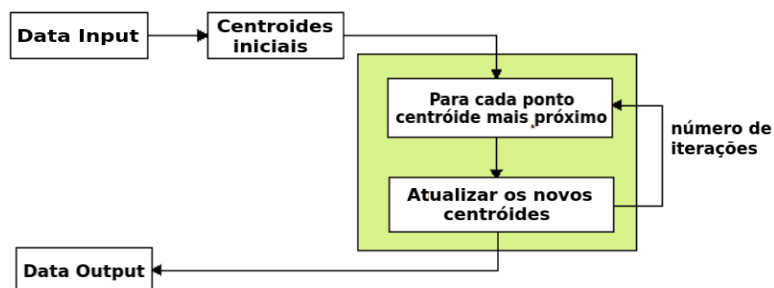 Data Input
Centroides
iniciais
Para cada ponto
centróide mais próximo
número de
iterações
Atualizar os novos
centróides
Data Output